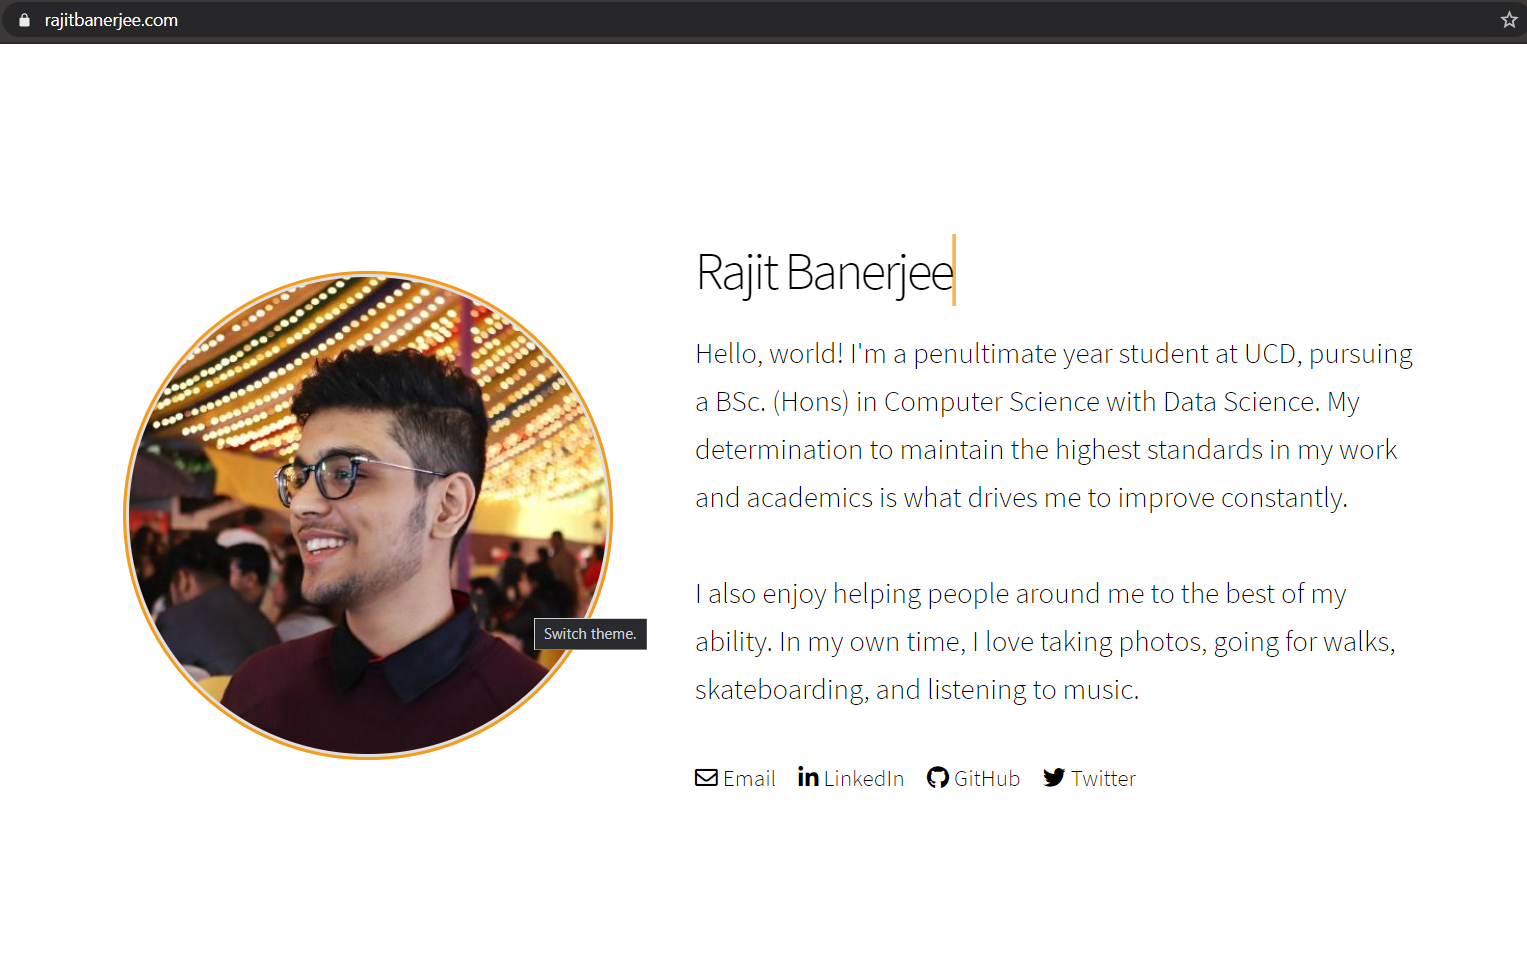 rajitbanerjee.com
Rajit Banerjee
Hello, world! I'm a penultimate year student at UCD, pursuing
a BSc. (Hons) in Computer Science with Data Science. My
determination to maintain the highest standards in my work
and academics is what drives me to improve constantly.
I also enjoy helping people around me to the best of my
ability. In my own time, I love taking photos, going for walks,
skateboarding, and listening to music.
Switch theme.
Email LinkedIn GitHub Twitter